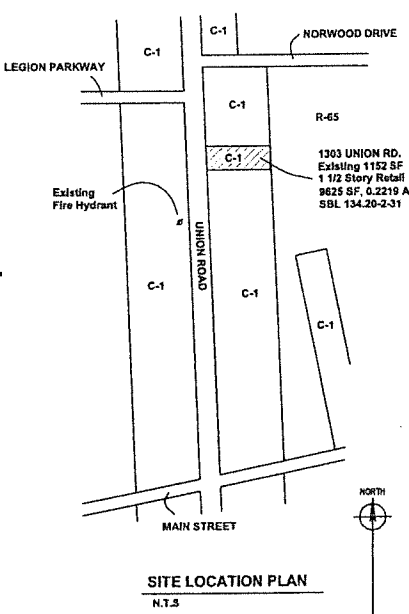 C-1
C-1
NORWOOD DRIVE
LEGION PARKWAY
C-1
R-65
C-1
1303 UNION RD.
Existing 1152 SF
1 1/2 Story Retail
9625 SF, 0.2219 A
SBL 134.20-2-31
Existing
Fire Hydrant
UNION ROAD
C-1
C-1
C-1
MAIN STREET
NORTH
SITE LOCATION PLAN
N.T.S